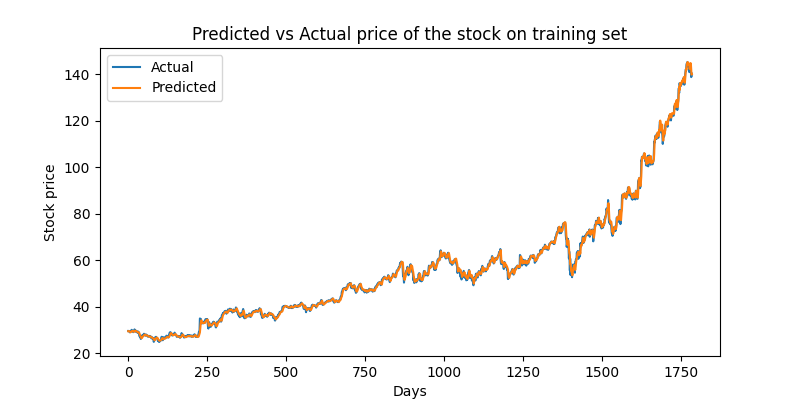 Predicted vs Actual price of the stock on training set
Actual
Predicted
140
120
100
80
60
40
20
Stock price
0 250 500 750 1000 1250 1500 1750
Days